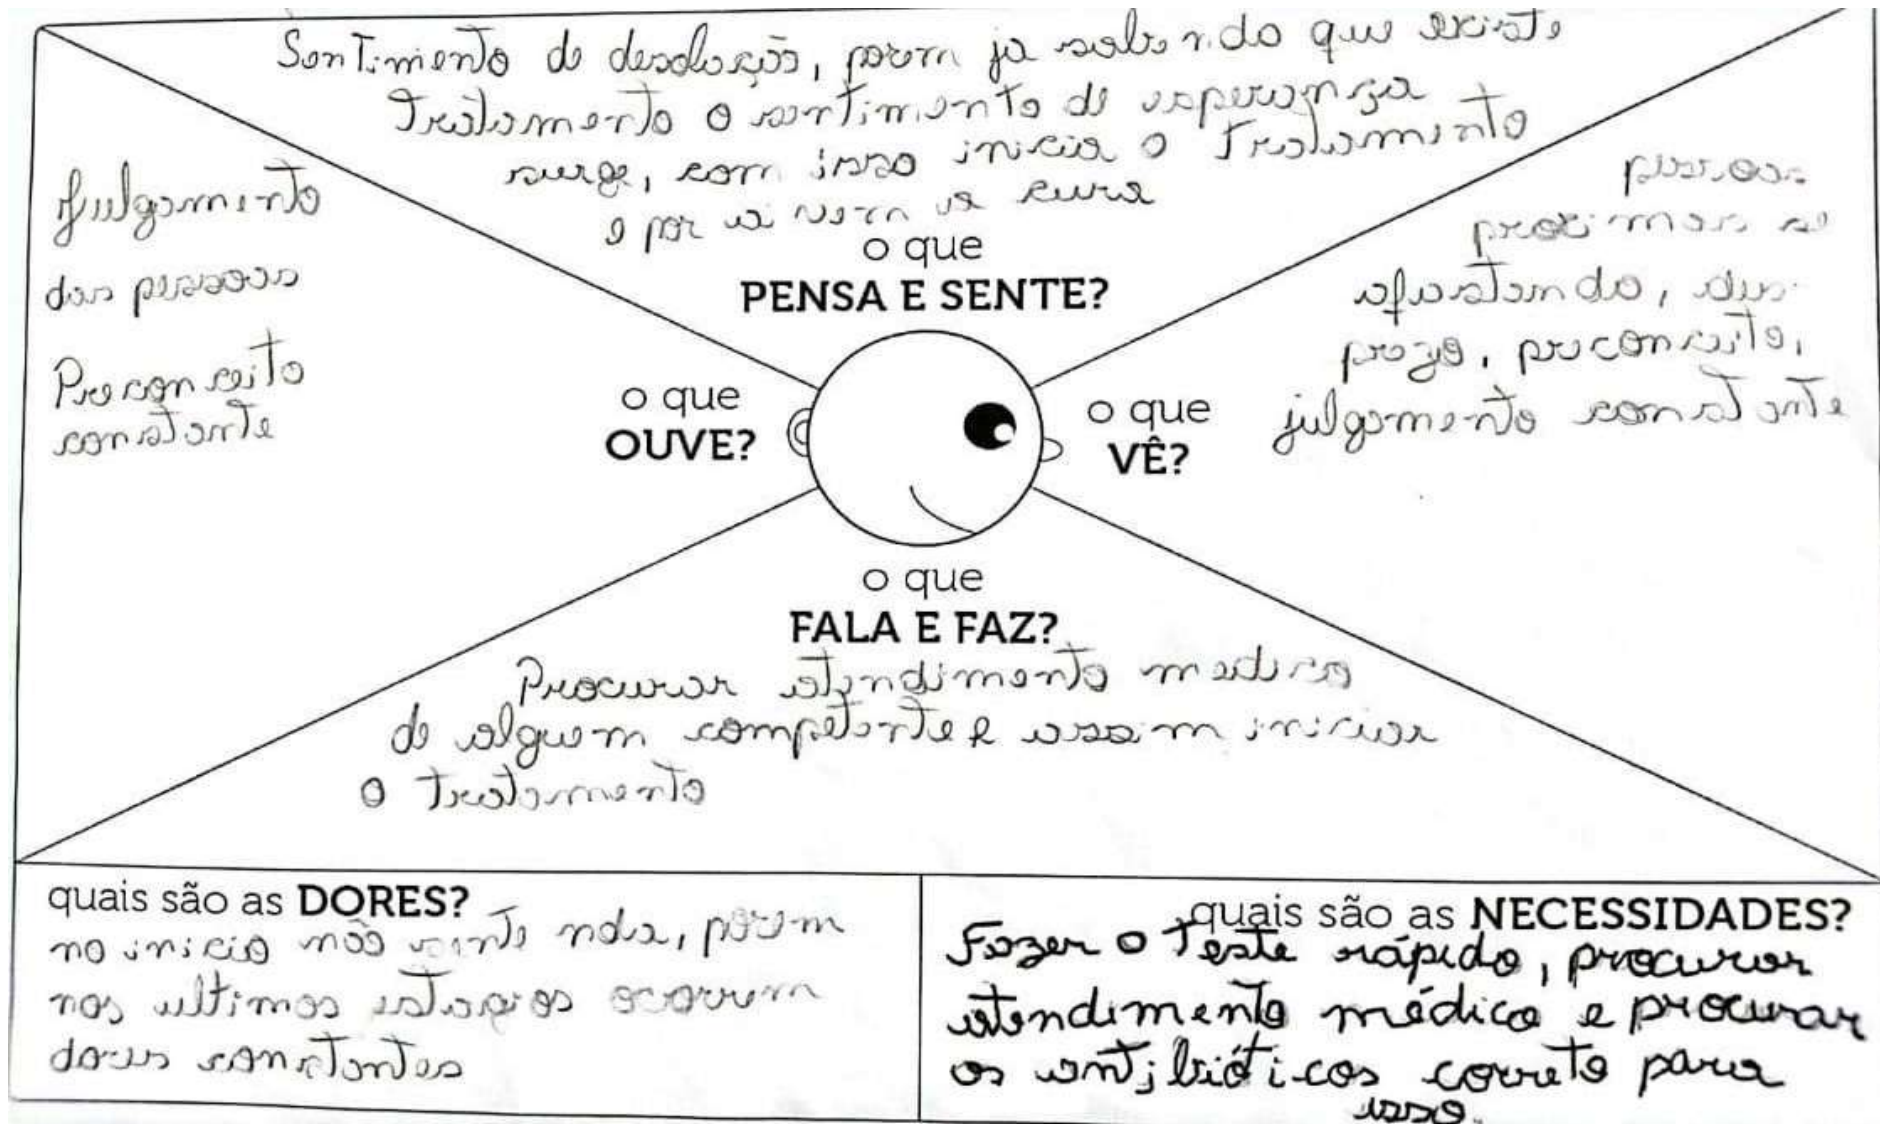 Sentimento de desolação, porem ja sabendo que existe
Tratamento o sentimento de esperança
surge, com isso inicia o Tratamento
e por ai vem a cura
o que
PENSA E SENTE?
Julgamento
das pessoas
Preconceito
constante
o que
OUVE?
o que
VÊ?
pessoas
proximas se
afastando, des-
prezo, preconceito,
julgamento constante
o que
FALA E FAZ?
Procurar atendimento medico
de alguem competente e assim iniciar
o Tratamento
quais são as DORES?
no inicio não sente nda, porem
nos ultimos estagios ocorrem
dores constantes
quais são as NECESSIDADES?
Fazer o Teste rápido, procurar
atendimento médico e procurar
os antibióticos correto para
isso.